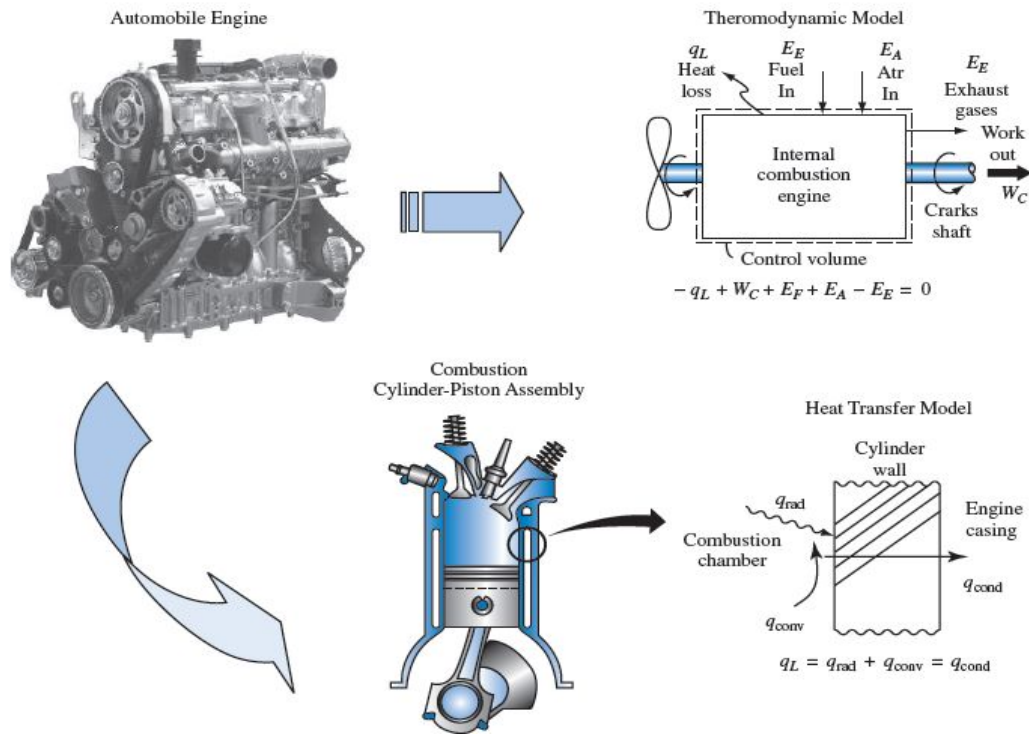 Automobile Engine
Theromodynamic Model
q_L
Heat
loss
E_E
Fuel
In
E_A
Atr
In
E_E
Exhaust
gases
Work
out
W_C
Internal
combustion
engine
Cranks
shaft
Control volume
− q_L + W_C + E_F + E_A − E_E = 0
Combustion
Cylinder-Piston Assembly
Heat Transfer Model
Cylinder
wall
q_rad
Combustion
chamber
q_conv
Engine
casing
q_cond
q_L = q_rad + q_conv = q_cond